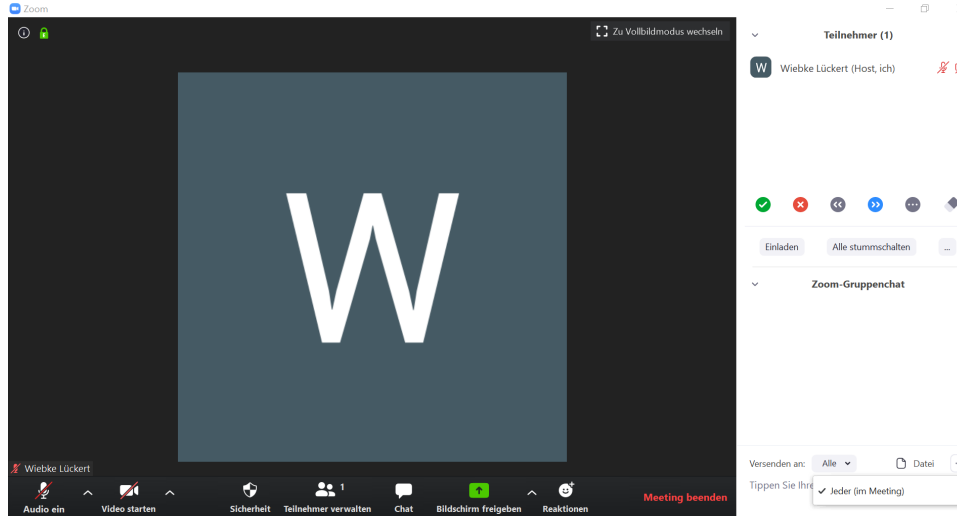 Zoom
Zu Vollbildmodus wechseln
Teilnehmer (1)
W
Wiebke Lückert (Host, ich)
W
Einladen
Alle stummschalten
...
Zoom-Gruppenchat
Wiebke Lückert
Versenden an: Alle
Datei
Tippen Sie Ihre
Jeder (im Meeting)
Audio ein
Video starten
Sicherheit
1
Teilnehmer verwalten
Chat
Bildschirm freigeben
Reaktionen
Meeting beenden